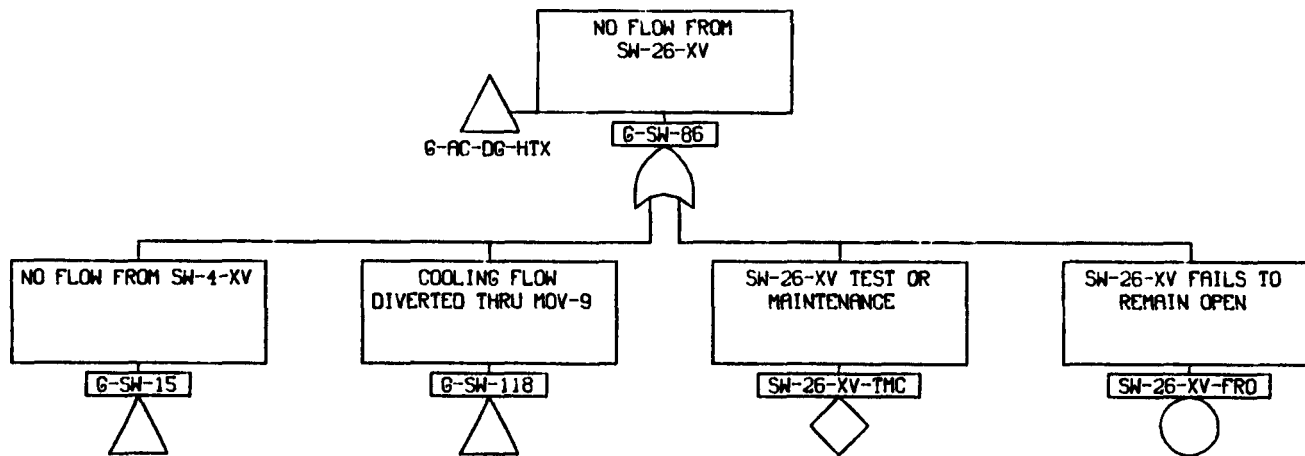 NO FLOW FROM
SW-26-XV
G-AC-DG-HTX
G-SW-86
NO FLOW FROM SW-4-XV
COOLING FLOW
DIVERTED THRU MOV-9
SW-26-XV TEST OR
MAINTENANCE
SW-26-XV FAILS TO
REMAIN OPEN
G-SW-15
G-SW-118
SW-26-XV-TMC
SW-26-XV-FRO